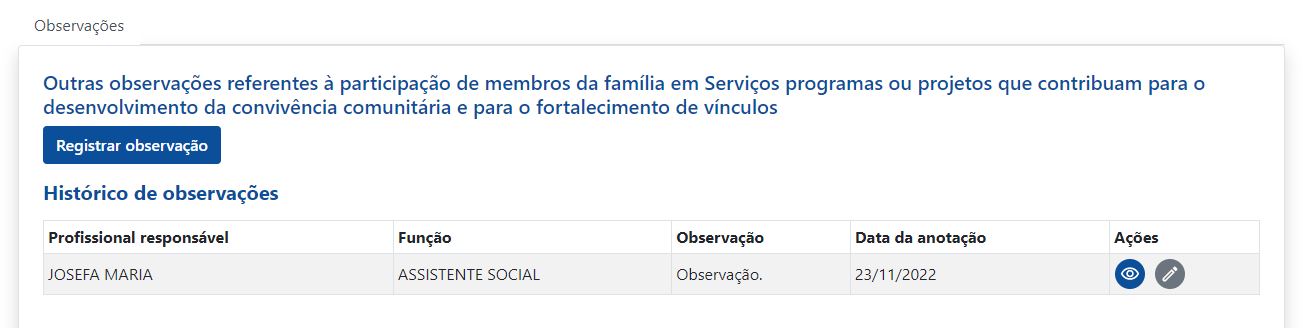 Observações
Outras observações referentes à participação de membros da família em Serviços programas ou projetos que contribuam para o
desenvolvimento da convivência comunitária e para o fortalecimento de vínculos
Registrar observação
Histórico de observações
Profissional responsável Função Observação Data da anotação Ações
JOSEFA MARIA ASSISTENTE SOCIAL Observação. 23/11/2022